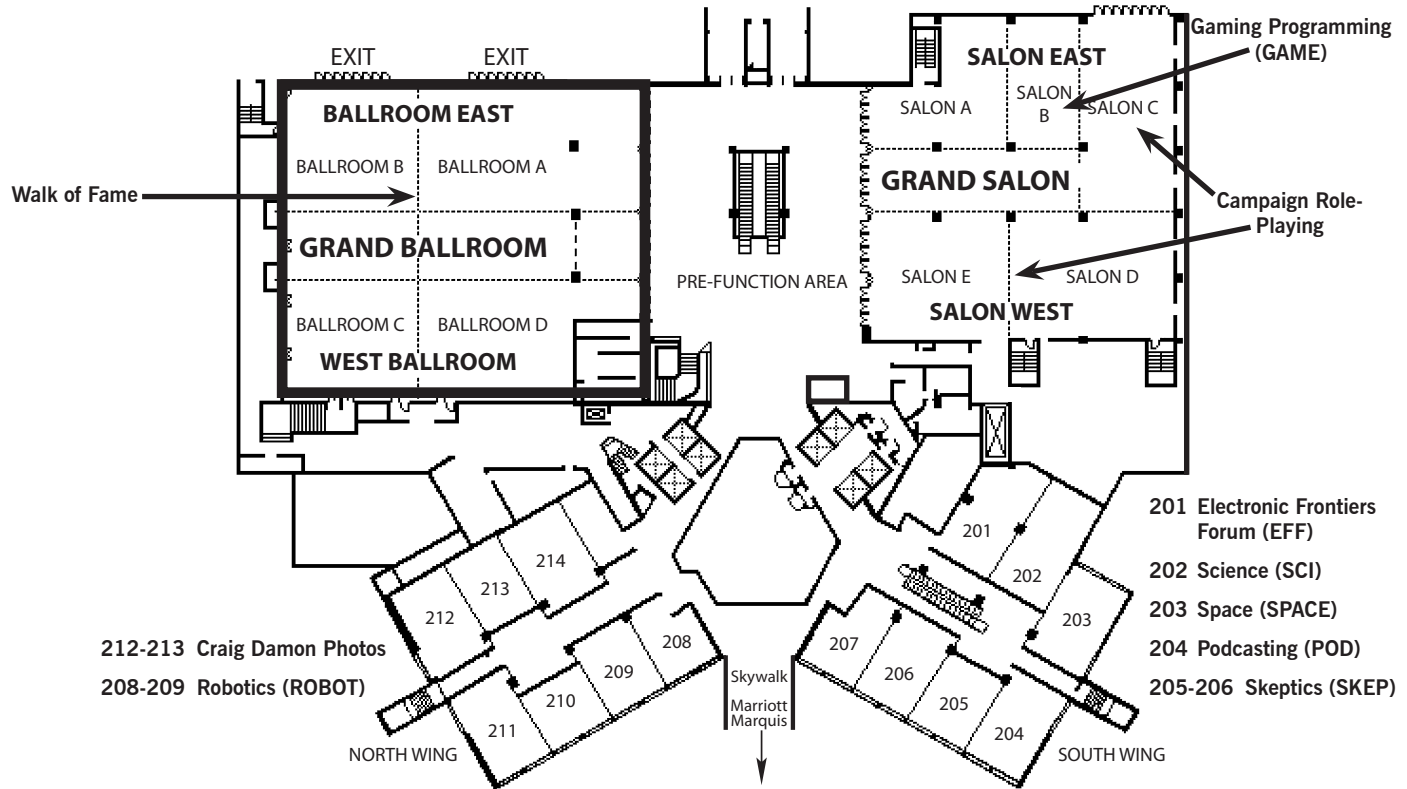 EXIT
EXIT
Gaming Programming
(GAME)
SALON EAST
BALLROOM EAST
SALON A
SALON
B
SALON C
BALLROOM B
BALLROOM A
Walk of Fame
GRAND SALON
Campaign Role-
Playing
GRAND BALLROOM
PRE-FUNCTION AREA
SALON E
SALON D
BALLROOM C
BALLROOM D
SALON WEST
WEST BALLROOM
201 Electronic Frontiers
Forum (EFF)
202 Science (SCI)
203 Space (SPACE)
204 Podcasting (POD)
205-206 Skeptics (SKEP)
201
202
203
214
213
212
212-213 Craig Damon Photos
208-209 Robotics (ROBOT)
208
209
210
211
207
206
205
204
Skywalk
Marriott
Marquis
NORTH WING
SOUTH WING